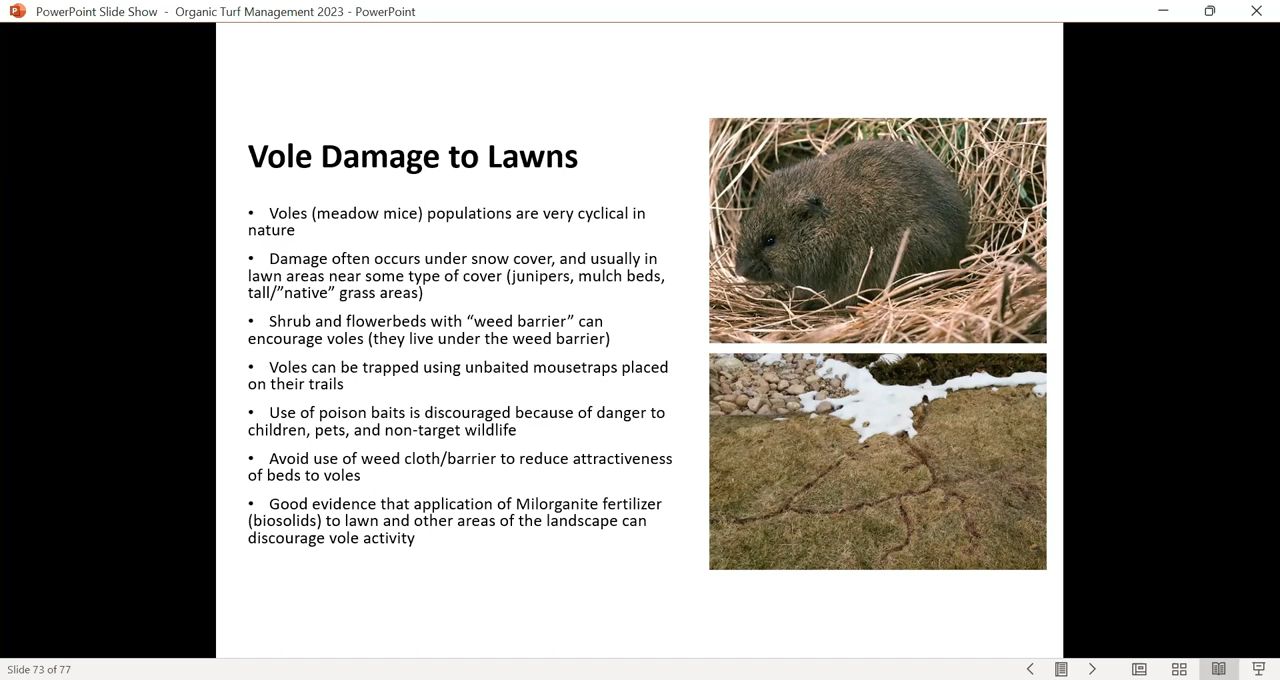 PowerPoint Slide Show - Organic Turf Management 2023 - PowerPoint
Vole Damage to Lawns
• Voles (meadow mice) populations are very cyclical in
nature
• Damage often occurs under snow cover, and usually in
lawn areas near some type of cover (junipers, mulch beds,
tall/”native” grass areas)
• Shrub and flowerbeds with “weed barrier” can
encourage voles (they live under the weed barrier)
• Voles can be trapped using unbaited mousetraps placed
on their trails
• Use of poison baits is discouraged because of danger to
children, pets, and non-target wildlife
• Avoid use of weed cloth/barrier to reduce attractiveness
of beds to voles
• Good evidence that application of Milorganite fertilizer
(biosolids) to lawn and other areas of the landscape can
discourage vole activity
Slide 73 of 77